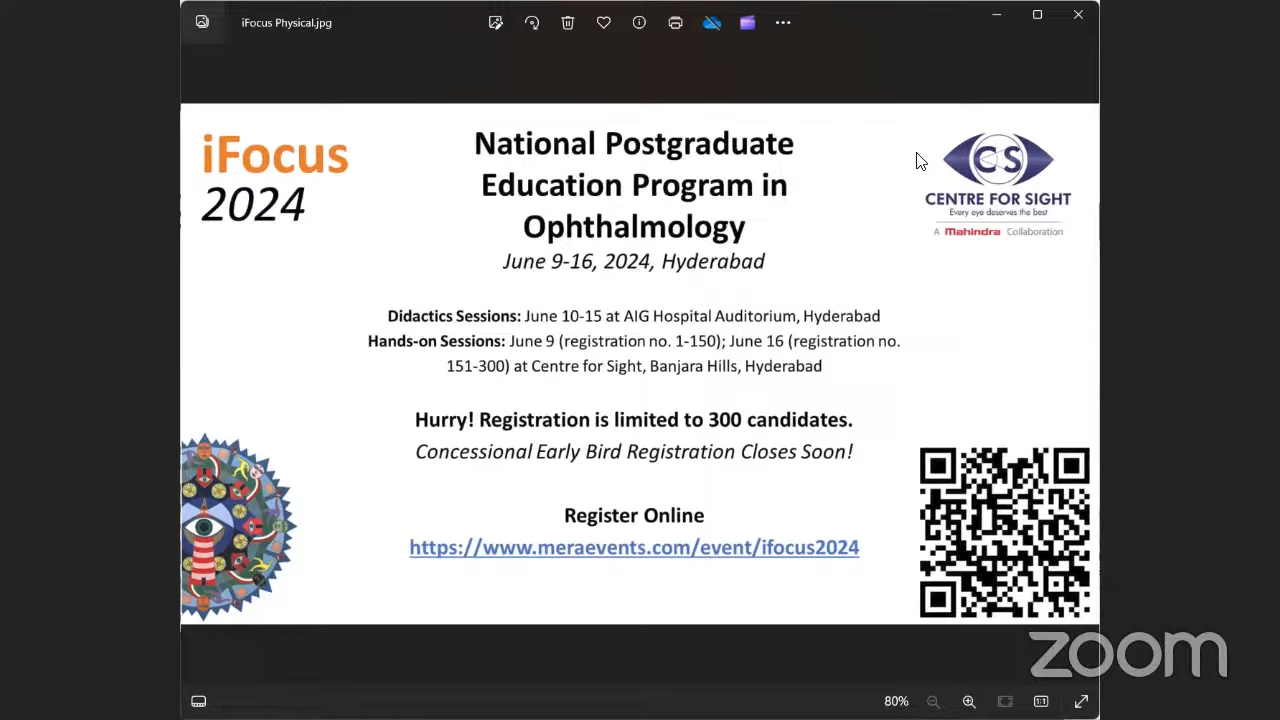 iFocus Physical.jpg
iFocus
2024
National Postgraduate
Education Program in
Ophthalmology
June 9-16, 2024, Hyderabad
CS
CENTRE FOR SIGHT
Every eye deserves the best
A Mahindra Collaboration
Didactics Sessions: June 10-15 at AIG Hospital Auditorium, Hyderabad
Hands-on Sessions: June 9 (registration no. 1-150); June 16 (registration no.
151-300) at Centre for Sight, Banjara Hills, Hyderabad
Hurry! Registration is limited to 300 candidates.
Concessional Early Bird Registration Closes Soon!
Register Online
https://www.meraevents.com/event/ifocus2024
zoom
80%
1:1